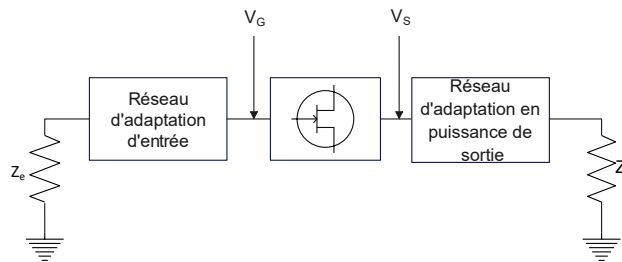 V_G
V_S
Réseau
d'adaptation
d'entrée
Réseau
d'adaptation en
puissance de
sortie
Z_e
Z